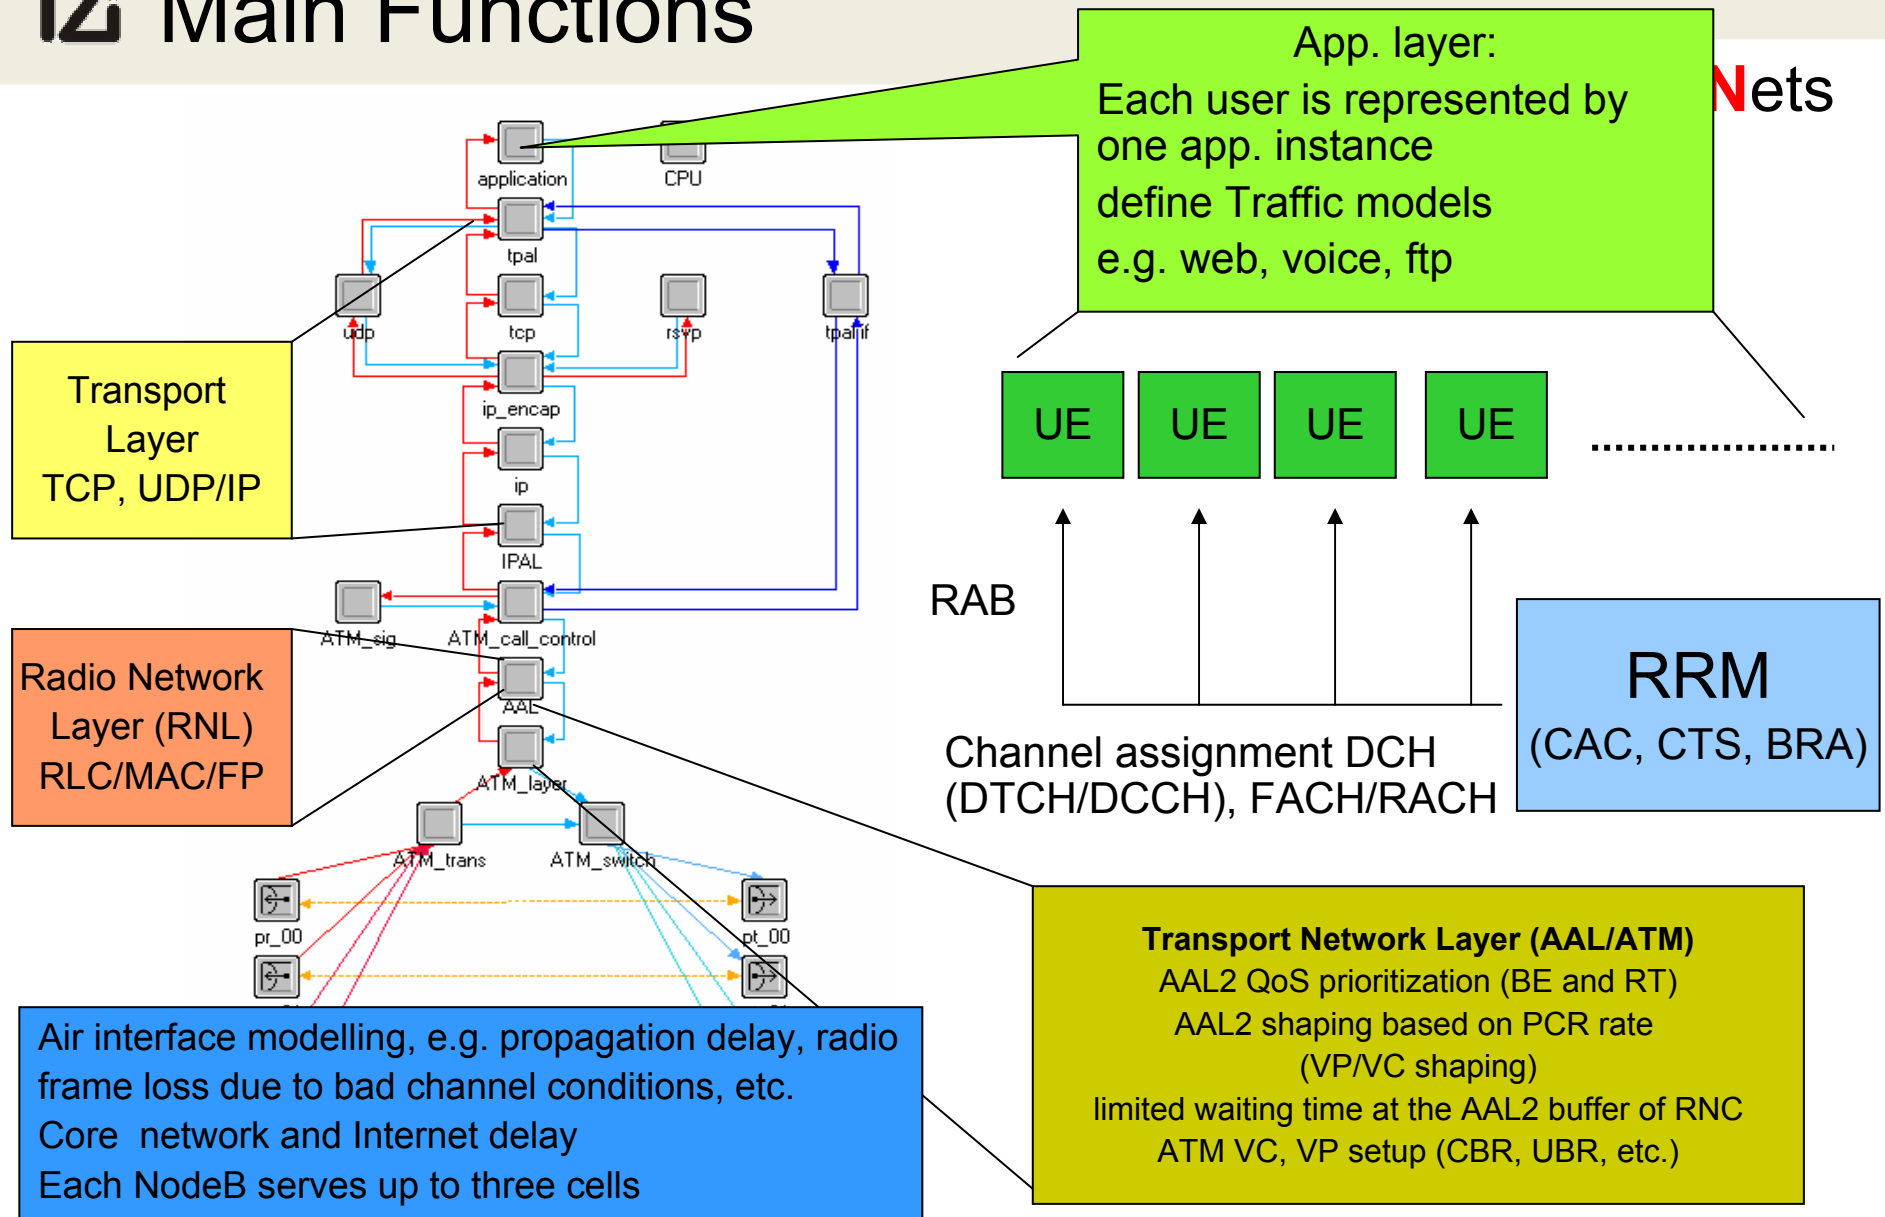 Main Functions
Nets
App. layer:
Each user is represented by
one app. instance
define Traffic models
e.g. web, voice, ftp
application
CPU
tpal
udp
tcp
rsvp
tpal if
ip_encap
ip
IPAL
ATM_sig
ATM_call_control
AAL
ATM_layer
ATM_trans
ATM_switch
pr_00
pt_00
Transport
Layer
TCP, UDP/IP
Radio Network
Layer (RNL)
RLC/MAC/FP
UE
UE
UE
UE
RAB
RRM
(CAC, CTS, BRA)
Channel assignment DCH
(DTCH/DCCH), FACH/RACH
Transport Network Layer (AAL/ATM)
AAL2 QoS prioritization (BE and RT)
AAL2 shaping based on PCR rate
(VP/VC shaping)
limited waiting time at the AAL2 buffer of RNC
ATM VC, VP setup (CBR, UBR, etc.)
Air interface modelling, e.g. propagation delay, radio
frame loss due to bad channel conditions, etc.
Core network and Internet delay
Each NodeB serves up to three cells